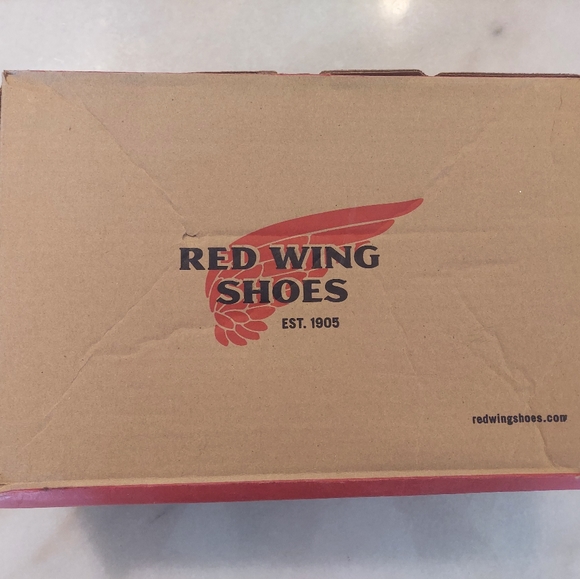 RED WING
SHOES
EST. 1905
redwingshoes.com